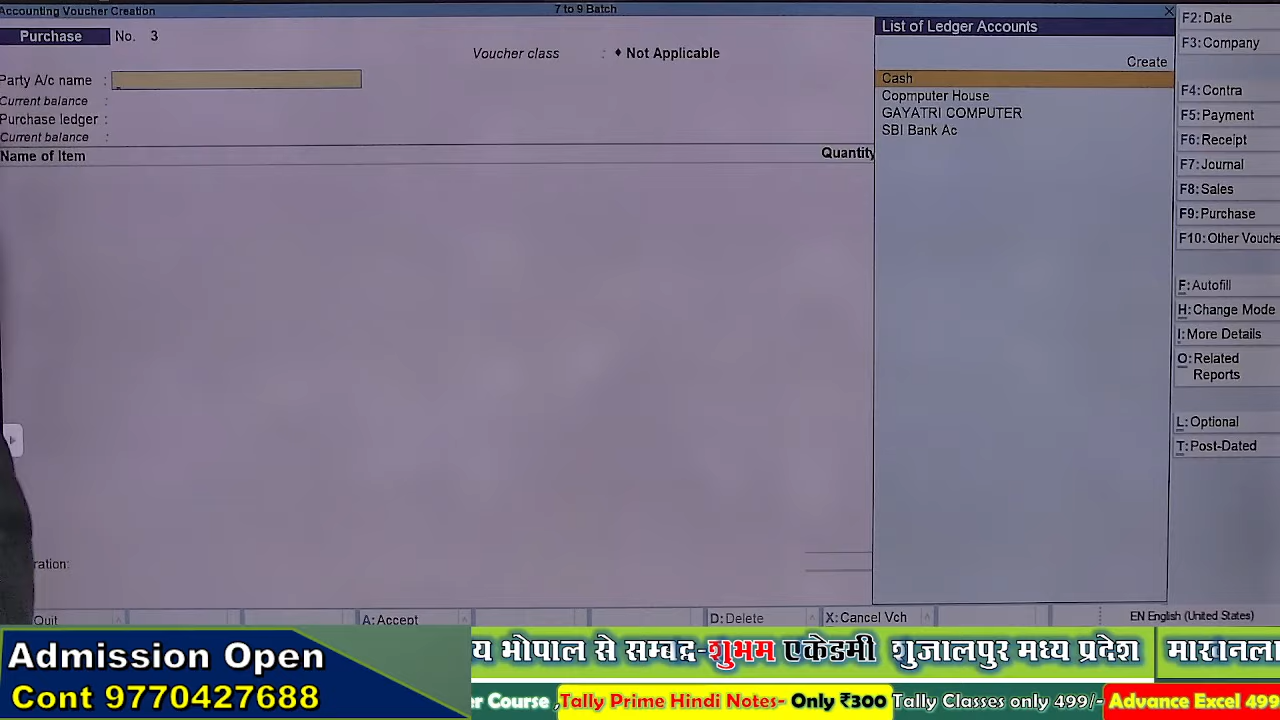 Accounting Voucher Creation
7 to 9 Batch
Purchase No. 3
Voucher class : ♦ Not Applicable
Party A/c name :
Current balance :
Purchase ledger :
Current balance :
Name of Item
Quantity
List of Ledger Accounts
Create
Cash
Copmputer House
GAYATRI COMPUTER
SBI Bank Ac
F2: Date
F3: Company
F4: Contra
F5: Payment
F6: Receipt
F7: Journal
F8: Sales
F9: Purchase
F10: Other Vouche
F: Autofill
H: Change Mode
I: More Details
O: Related
Reports
L: Optional
T: Post-Dated
ration:
Quit
A: Accept
D: Delete
X: Cancel Vch
EN English (United States)
Admission Open
Cont 9770427688
य भोपाल से सम्बद्ध-शुभम एकेडमी शुजालपुर मध्य प्रदेश
er Course ,Tally Prime Hindi Notes- Only ₹300 Tally Classes only 499/- Advance Excel 499